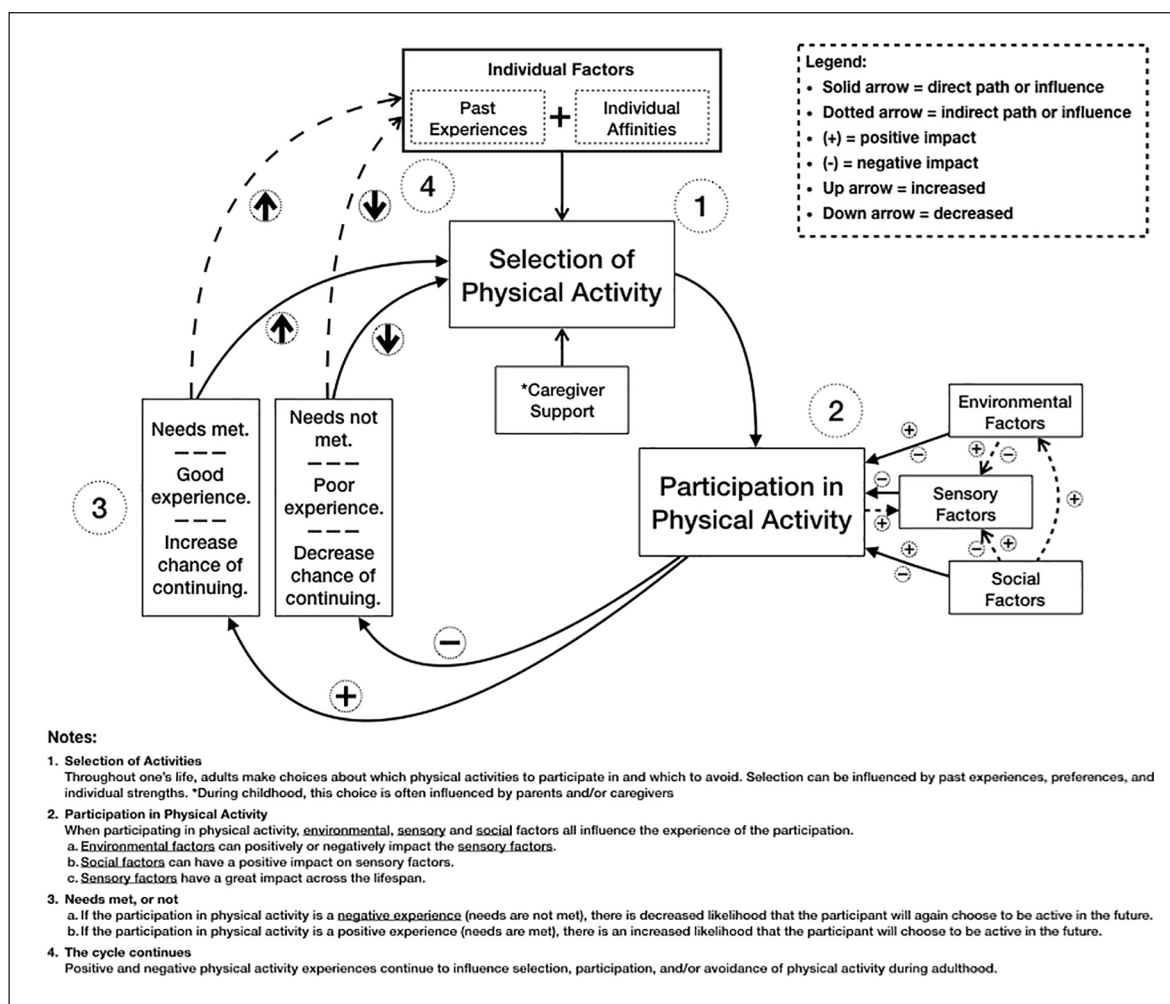 Individual Factors
Past
Experiences
+
Individual
Affinities
Legend:
• Solid arrow = direct path or influence
• Dotted arrow = indirect path or influence
• (+) = positive impact
• (-) = negative impact
• Up arrow = increased
• Down arrow = decreased
4
1
Selection of
Physical Activity
*Caregiver
Support
2
Environmental
Factors
+
−
+
−
Sensory
Factors
−
+
+
−
+
+
−
Social
Factors
Participation in
Physical Activity
3
Needs met.
Good
experience.
Increase
chance of
continuing.
Needs not
met.
Poor
experience.
Decrease
chance of
continuing.
−
+
Notes:
1. Selection of Activities
Throughout one's life, adults make choices about which physical activities to participate in and which to avoid. Selection can be influenced by past experiences, preferences, and
individual strengths. *During childhood, this choice is often influenced by parents and/or caregivers
2. Participation in Physical Activity
When participating in physical activity, environmental, sensory and social factors all influence the experience of the participation.
a. Environmental factors can positively or negatively impact the sensory factors.
b. Social factors can have a positive impact on sensory factors.
c. Sensory factors have a great impact across the lifespan.
3. Needs met, or not
a. If the participation in physical activity is a negative experience (needs are not met), there is decreased likelihood that the participant will again choose to be active in the future.
b. If the participation in physical activity is a positive experience (needs are met), there is an increased likelihood that the participant will choose to be active in the future.
4. The cycle continues
Positive and negative physical activity experiences continue to influence selection, participation, and/or avoidance of physical activity during adulthood.